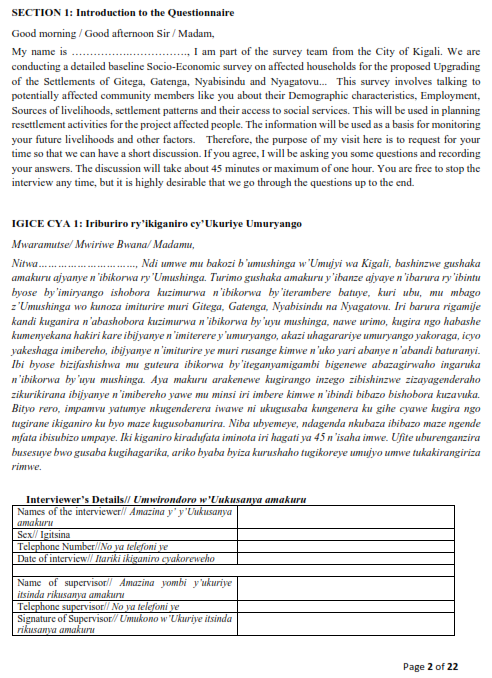 SECTION 1: Introduction to the Questionnaire
Good morning / Good afternoon Sir / Madam,
My name is ……………………………, I am part of the survey team from the City of Kigali. We are
conducting a detailed baseline Socio-Economic survey on affected households for the proposed Upgrading
of the Settlements of Gitega, Gatenga, Nyabisindu and Nyagatovu... This survey involves talking to
potentially affected community members like you about their Demographic characteristics, Employment,
Sources of livelihoods, settlement patterns and their access to social services. This will be used in planning
resettlement activities for the project affected people. The information will be used as a basis for monitoring
your future livelihoods and other factors. Therefore, the purpose of my visit here is to request for your
time so that we can have a short discussion. If you agree, I will be asking you some questions and recording
your answers. The discussion will take about 45 minutes or maximum of one hour. You are free to stop the
interview any time, but it is highly desirable that we go through the questions up to the end.
IGICE CYA 1: Iriburiro ry'ikiganiro cy'Ukuriye Umuryango
Mwaramutse/ Mwiriwe Bwana/ Madamu,
Nitwa…………………………, Ndi umwe mu bakozi b'umushinga w'Umujyi wa Kigali, bashinzwe gushaka
amakuru ajyanye n'ibikorwa ry'Umushinga. Turimo gushaka amakuru y'ibanze ajyaye n'ibarura ry'ibintu
byose by'imiryango ishobora kuzimurwa n'ibikorwa by'iterambere batuye, kuri ubu, mu mbago
z'Umushinga wo kunoza imiturire muri Gitega, Gatenga, Nyabisindu na Nyagatovu. Iri barura rigamije
kandi kuganira n'abashobora kuzimurwa n'ibikorwa by'uyu mushinga, nawe urimo, kugira ngo habashe
kumenyekana hakiri kare ibijyanye n'imiterere y'umuryango, akazi uhagarariye umuryango yakoraga, icyo
yakeshaga imibereho, ibijyanye n'imiturire ye muri rusange kimwe n'uko yari abanye n'abandi baturanyi.
Ibi byose bizifashishwa mu guteura ibikorwa by'iteganyamigambi bigenewe abazagirwaho ingaruka
n'ibikorwa by'uyu mushinga. Aya makuru arakenewe kugirango inzego zibishinzwe zizayagenderaho
zikurikirana ibijyanye n'imibereho yawe mu minsi iri imbere kimwe n'ibindi bibazo bishobora kuzavuka.
Bityo rero, impamvu yatumye nkugenderera iwawe ni ukugusaba kungenera ku gihe cyawe kugira ngo
tugirane ikiganiro ku byo maze kugusobanurira. Niba ubyemeye, ndagenda nkubaza ibibazo maze ngende
mfata ibisubizo umpaye. Iki kiganiro kiradufata iminota iri hagati ya 45 n'isaha imwe. Ufite uburenganzira
busesuye bwo gusaba kugihagarika, ariko byaba byiza kurushaho tugikoreye umujyo umwe tukakirangiriza
rimwe.
Interviewer's Details// Umwirondoro w'Uukusanya amakuru
Names of the interviewer// Amazina y' y'Uukusanya
amakuru
Sex// Igitsina
Telephone Number//No ya telefoni ye
Date of interview// Itariki ikiganiro cyakoreweho
Name of supervisor// Amazina yombi y'ukuriye
itsinda rikusanya amakuru
Telephone supervisor// No ya telefoni ye
Signature of Supervisor// Umukono w'Ukuriye itsinda
rikusanya amakuru
Page 2 of 22